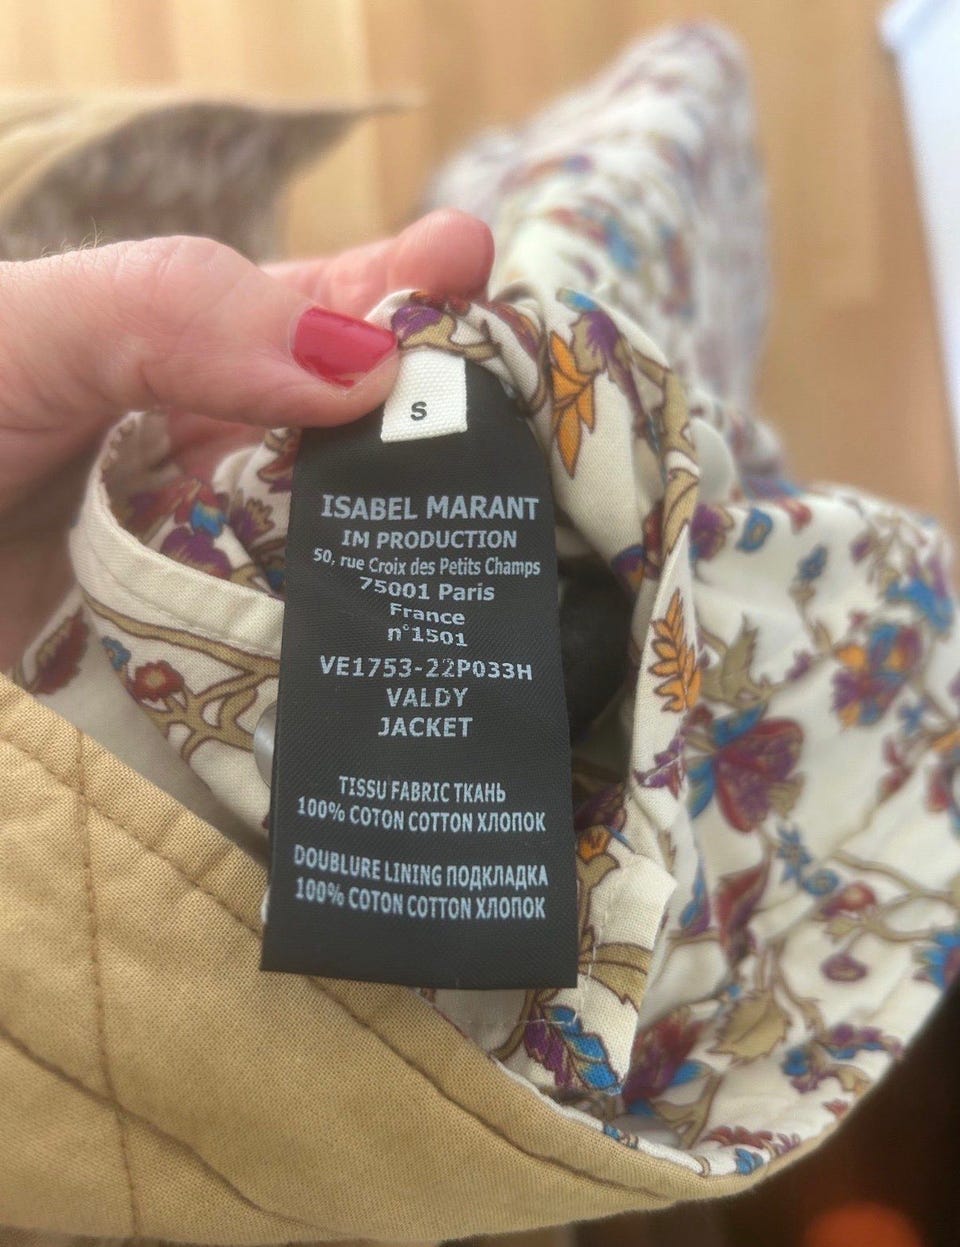 S
ISABEL MARANT
IM PRODUCTION
50, rue Croix des Petits Champs
75001 Paris
France
n°1501
VE1753-22P033H
VALDY
JACKET
TISSU FABRIC ТКАНЬ
100% COTON COTTON ХЛОПОК
DOUBLURE LINING ПОДКЛАДКА
100% COTON COTTON ХЛОПОК